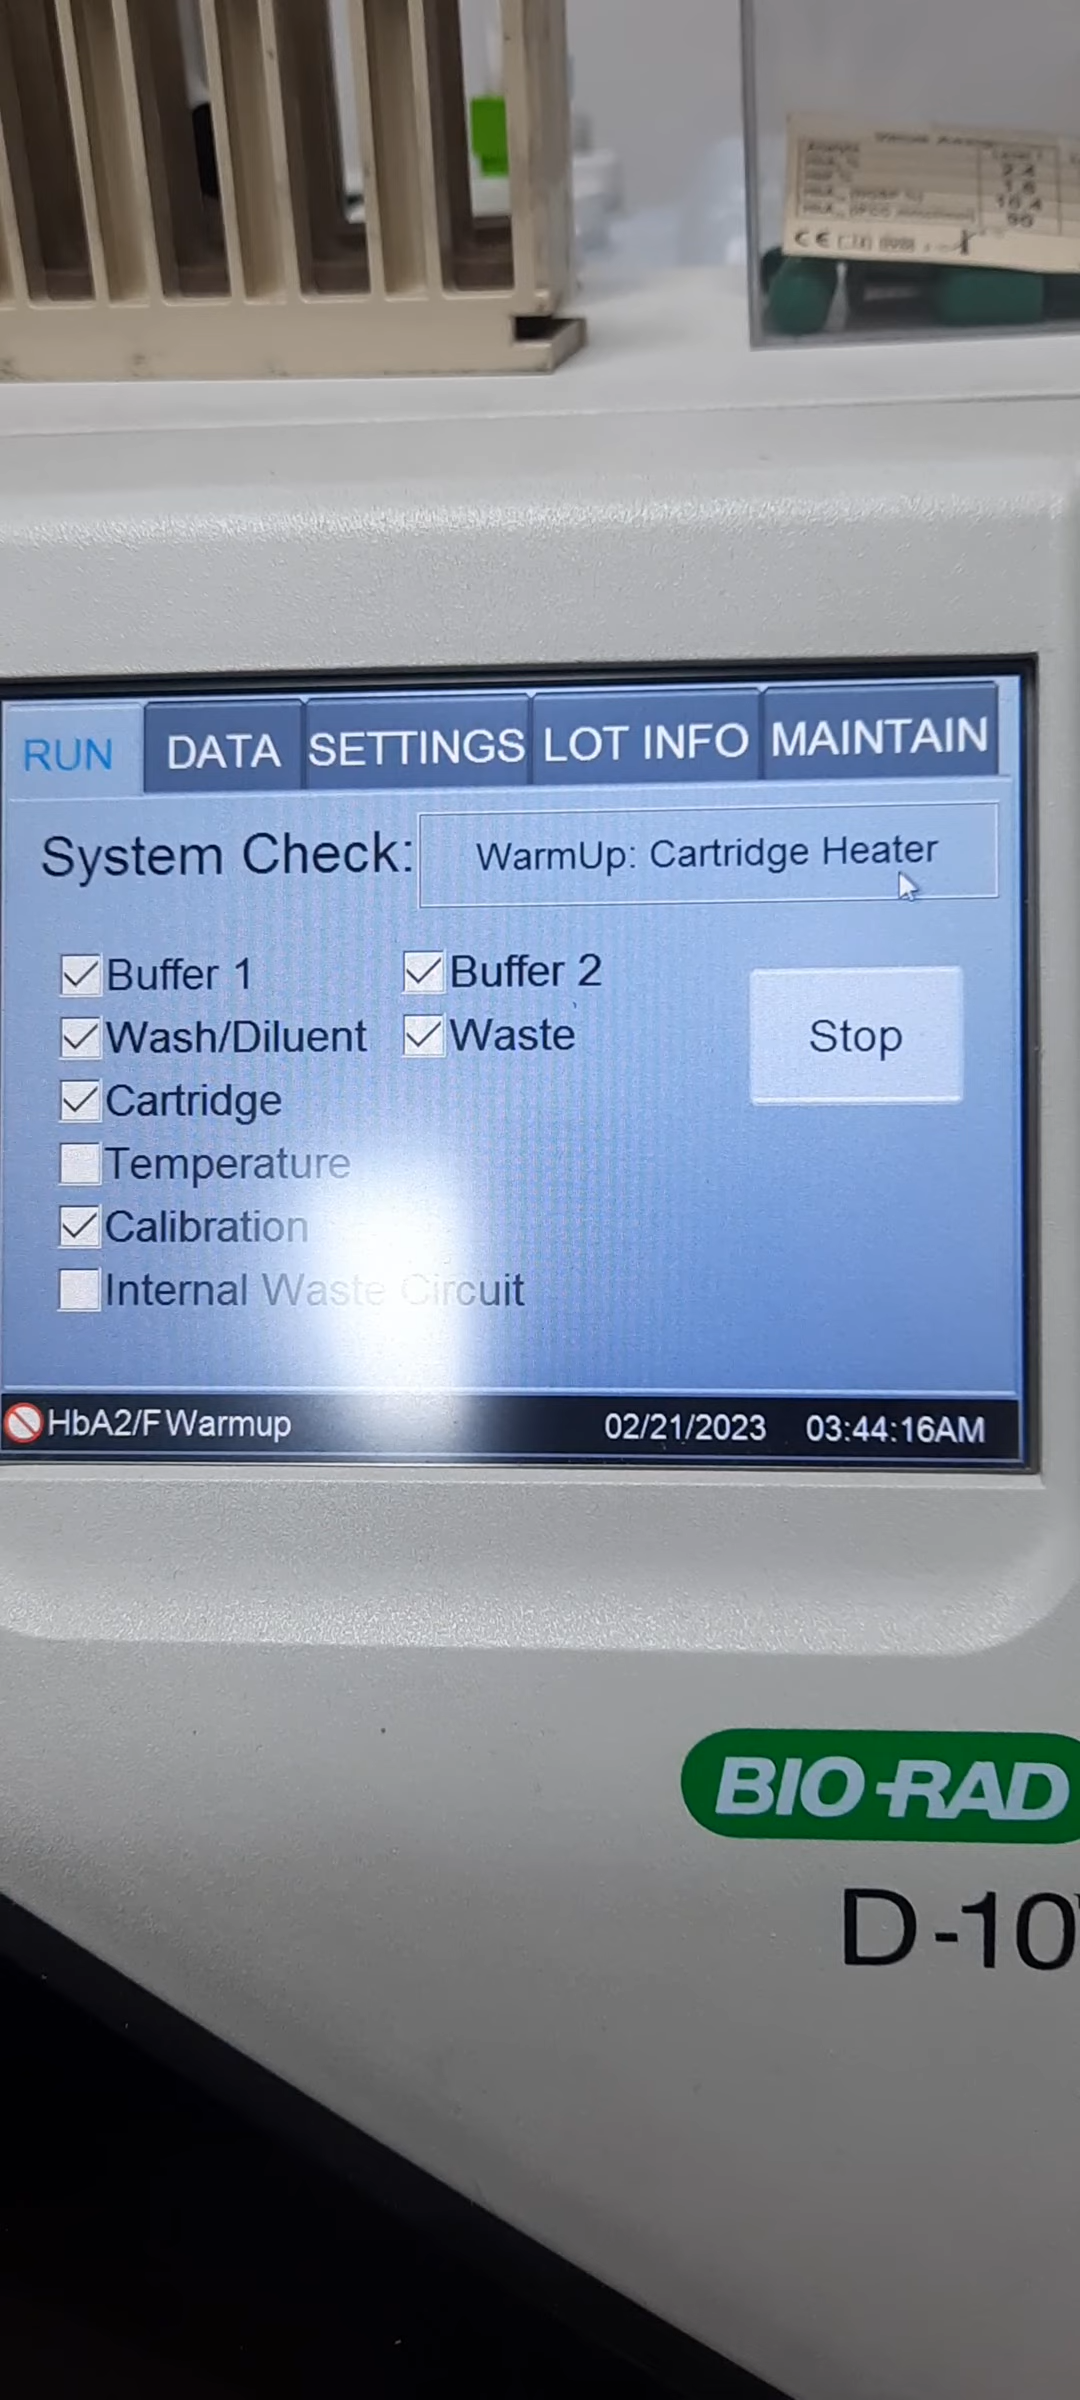 RUN DATA SETTINGS LOT INFO MAINTAIN
System Check: WarmUp: Cartridge Heater
Buffer 1 Buffer 2
Wash/Diluent Waste
Stop
Cartridge
Temperature
Calibration
Internal Waste Circuit
HbA2/F Warmup 02/21/2023 03:44:16AM
BIO-RAD
D-10